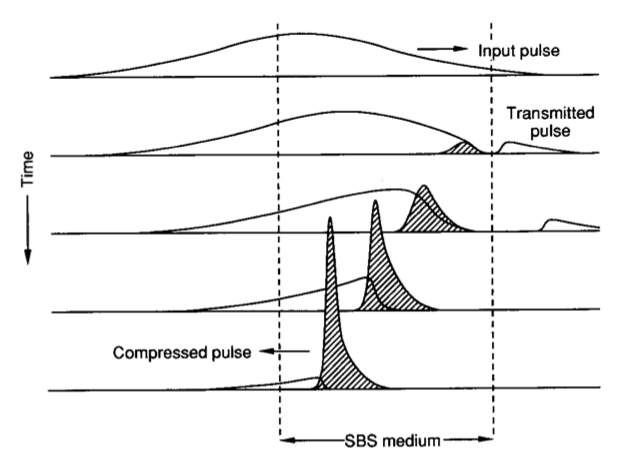 Input pulse
Transmitted
pulse
Time
Compressed pulse
SBS medium